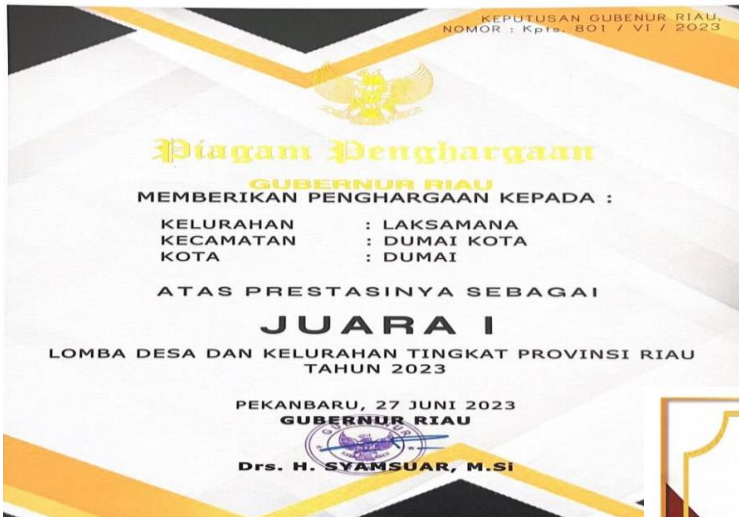 KEPUTUSAN GUBENUR RIAU,
NOMOR : Kpts. 801 / VI / 2023
Piagam Penghargaan
GUBERNUR RIAU
MEMBERIKAN PENGHARGAAN KEPADA :
KELURAHAN : LAKSAMANA
KECAMATAN : DUMAI KOTA
KOTA : DUMAI
ATAS PRESTASINYA SEBAGAI
JUARA I
LOMBA DESA DAN KELURAHAN TINGKAT PROVINSI RIAU
TAHUN 2023
PEKANBARU, 27 JUNI 2023
GUBERNUR RIAU
Drs. H. SYAMSUAR, M.Si